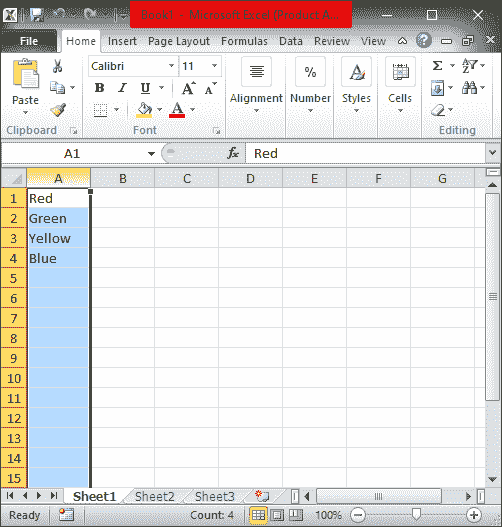 Book1 - Microsoft Excel (Product A...
File Home Insert Page Layout Formulas Data Review View
Calibri 11
Paste
B I U A A
A
Alignment Number Styles Cells
%
Σ
Clipboard Font Editing
A1 fx Red
A B C D E F G
1 Red
2 Green
3 Yellow
4 Blue
5
6
7
8
9
10
11
12
13
14
15
Sheet1 Sheet2 Sheet3
Ready Count: 4 100%